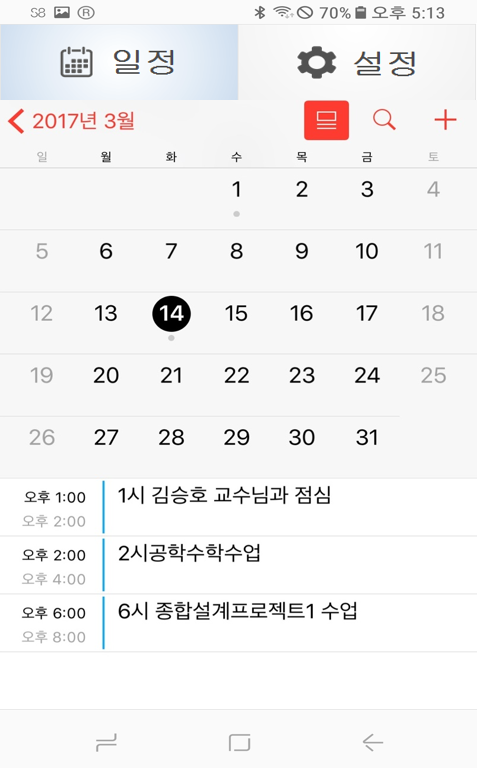 S8 R 70% 오후 5:13
일정 설정
2017년 3월
일 월 화 수 목 금 토
1 2 3 4
5 6 7 8 9 10 11
12 13 14 15 16 17 18
19 20 21 22 23 24 25
26 27 28 29 30 31
오후 1:00 1시 김승호 교수님과 점심
오후 2:00
오후 2:00 2시공학수학수업
오후 4:00
오후 6:00 6시 종합설계프로젝트1 수업
오후 8:00